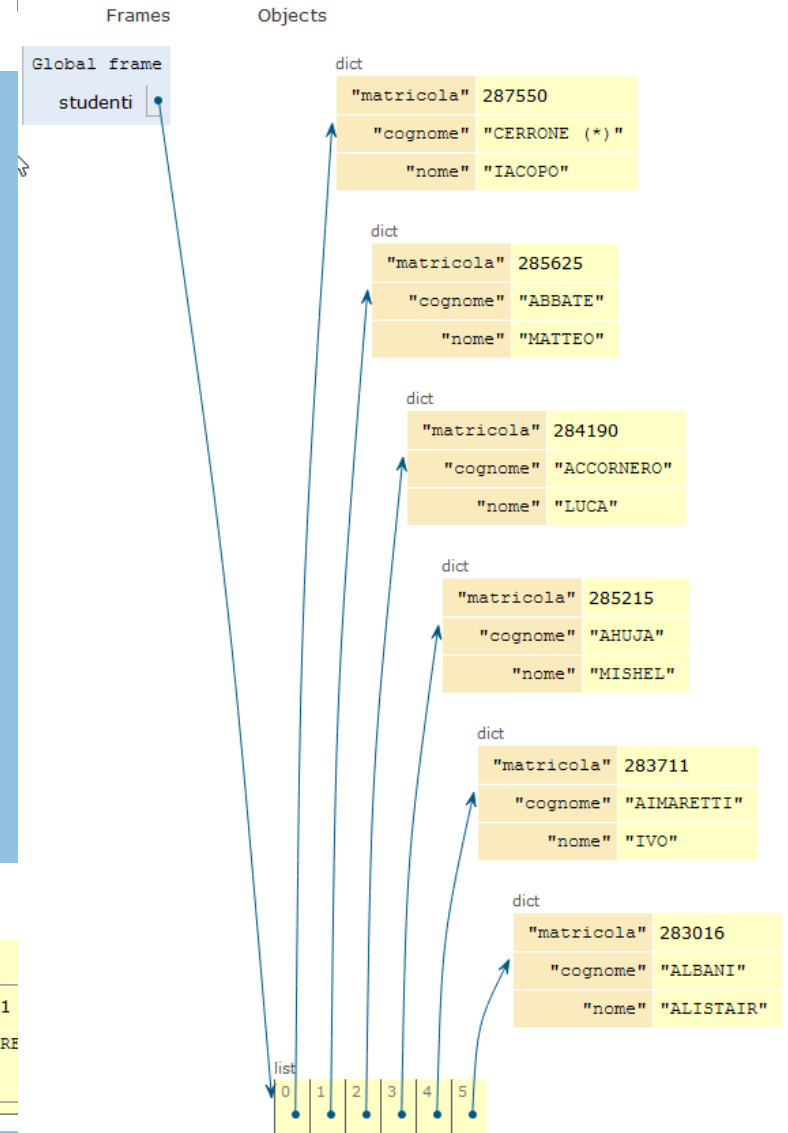 Frames Objects
Global frame
studenti
dict
"matricola" 287550
"cognome" "CERRONE (*)"
"nome" "IACOPO"
dict
"matricola" 285625
"cognome" "ABBATE"
"nome" "MATTEO"
dict
"matricola" 284190
"cognome" "ACCORNERO"
"nome" "LUCA"
dict
"matricola" 285215
"cognome" "AHUJA"
"nome" "MISHEL"
dict
"matricola" 283711
"cognome" "AIMARETTI"
"nome" "IVO"
dict
"matricola" 283016
"cognome" "ALBANI"
"nome" "ALISTAIR"
1
RE
list
0 1 2 3 4 5